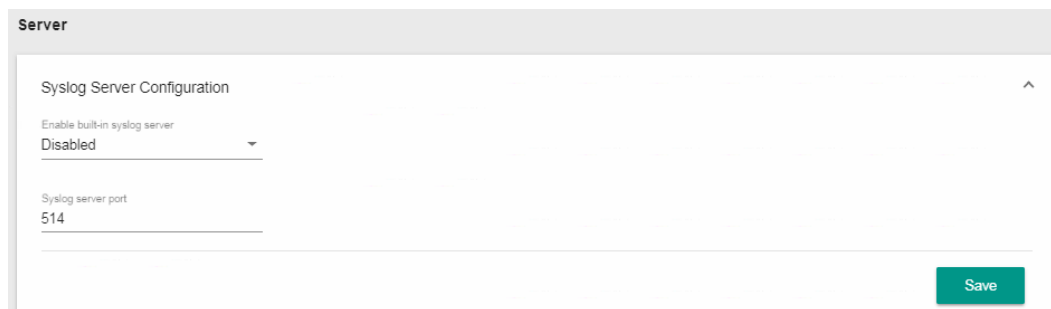 Server
Syslog Server Configuration
Enable built-in syslog server
Disabled
Syslog server port
514
Save